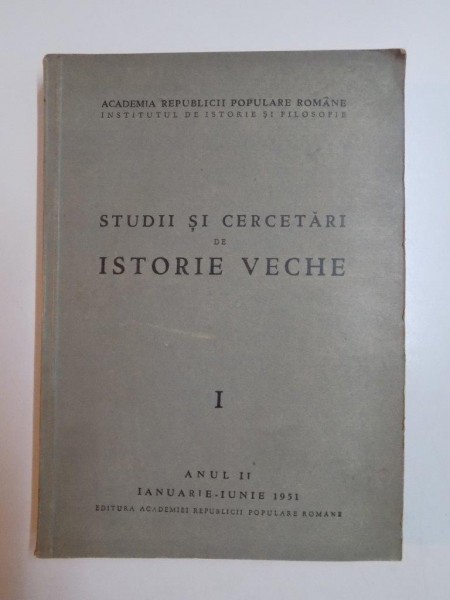 ACADEMIA REPUBLICII POPULARE ROMÂNE
INSTITUTUL DE ISTORIE ȘI FILOSOFIE
STUDII ȘI CERCETĂRI
DE
ISTORIE VECHE
I
ANUL II
IANUARIE-IUNIE 1951
EDITURA ACADEMIEI REPUBLICII POPULARE ROMÂNE